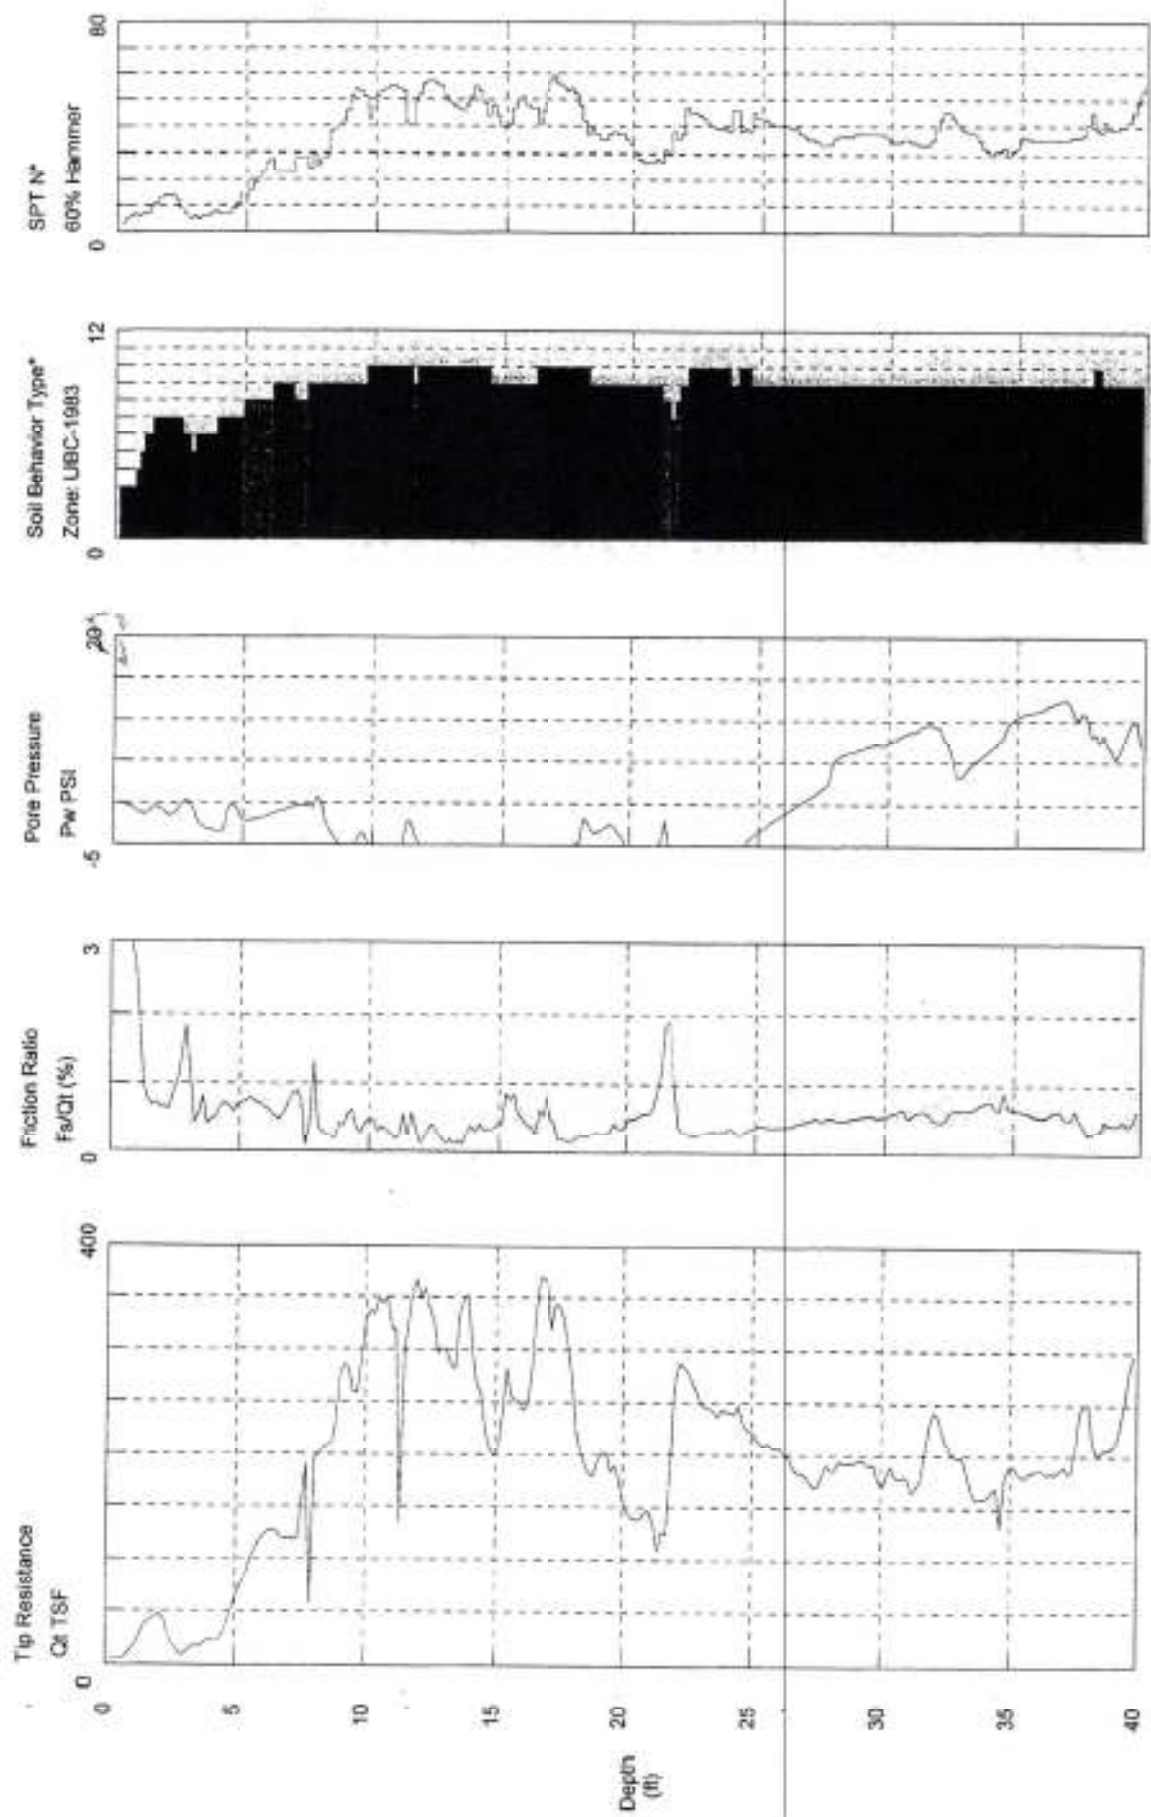 Tip Resistance
Qt TSF
0
400
Friction Ratio
Fs/Qt (%)
0
3
Pore Pressure
Pw PSI
-5
20
Soil Behavior Type*
Zone: UBC-1983
0
12
SPT N*
60% Hammer
0
80
0
5
10
15
20
25
30
35
40
Depth
(ft)